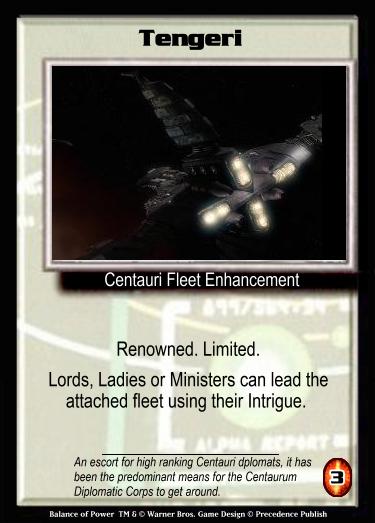 Tengeri
Centauri Fleet Enhancement
Renowned. Limited.
Lords, Ladies or Ministers can lead the
attached fleet using their Intrigue.
An escort for high ranking Centauri dplomats, it has
been the predominant means for the Centaurum
Diplomatic Corps to get around.
3
Balance of Power TM & © Warner Bros. Game Design © Precedence Publish